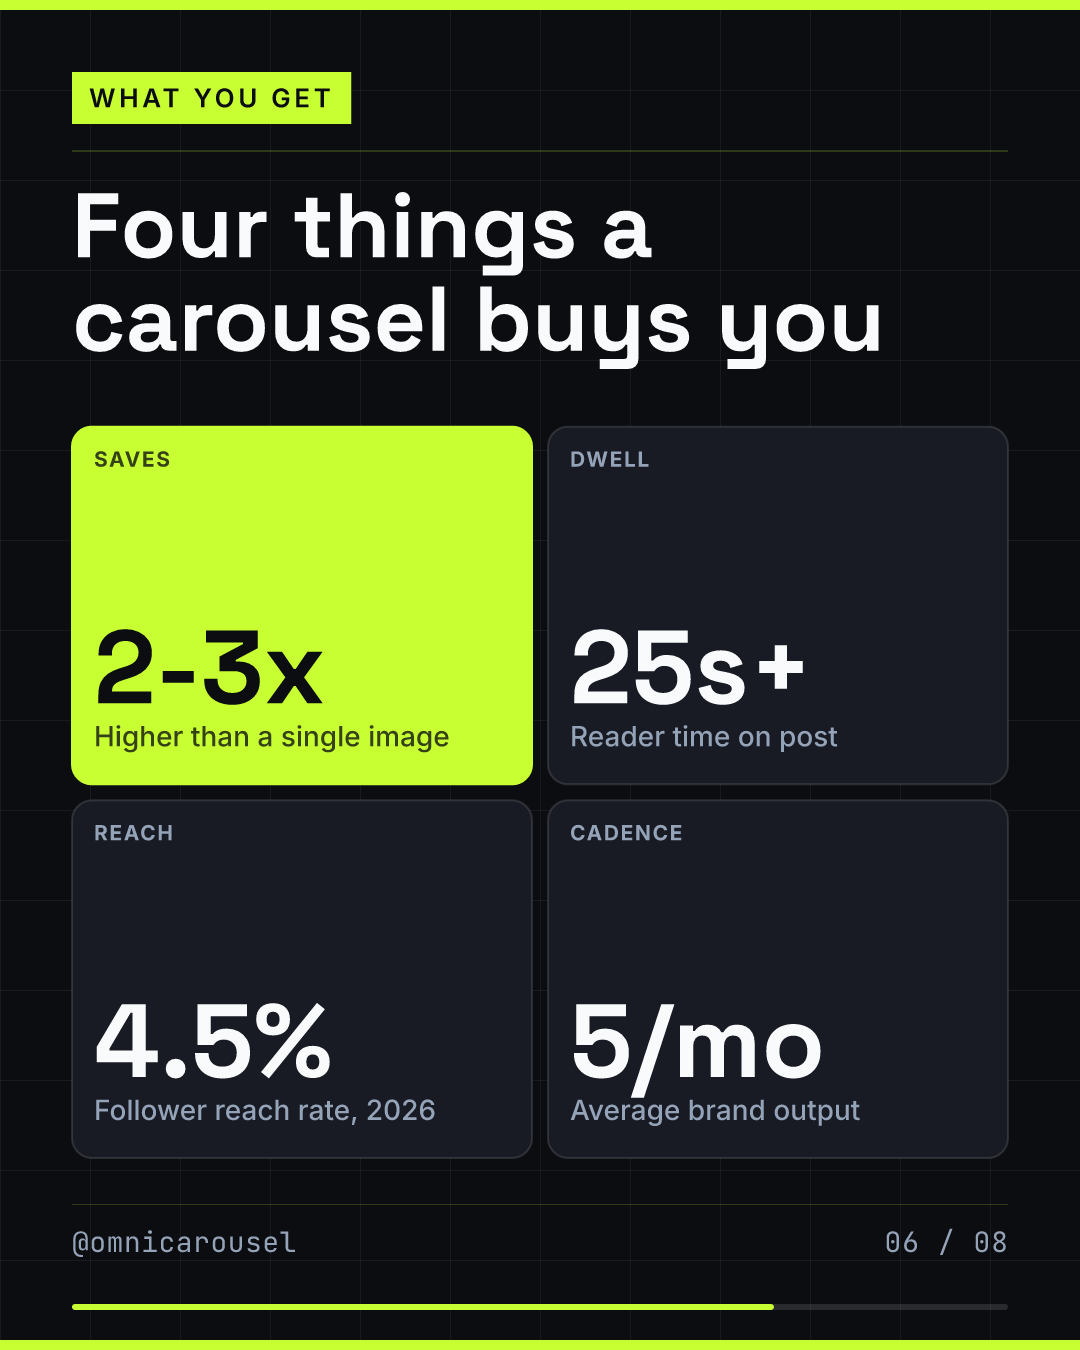 WHAT YOU GET
Four things a
carousel buys you
SAVES
2-3x
Higher than a single image
DWELL
25s+
Reader time on post
REACH
4.5%
Follower reach rate, 2026
CADENCE
5/mo
Average brand output
@omnicarousel
06 / 08